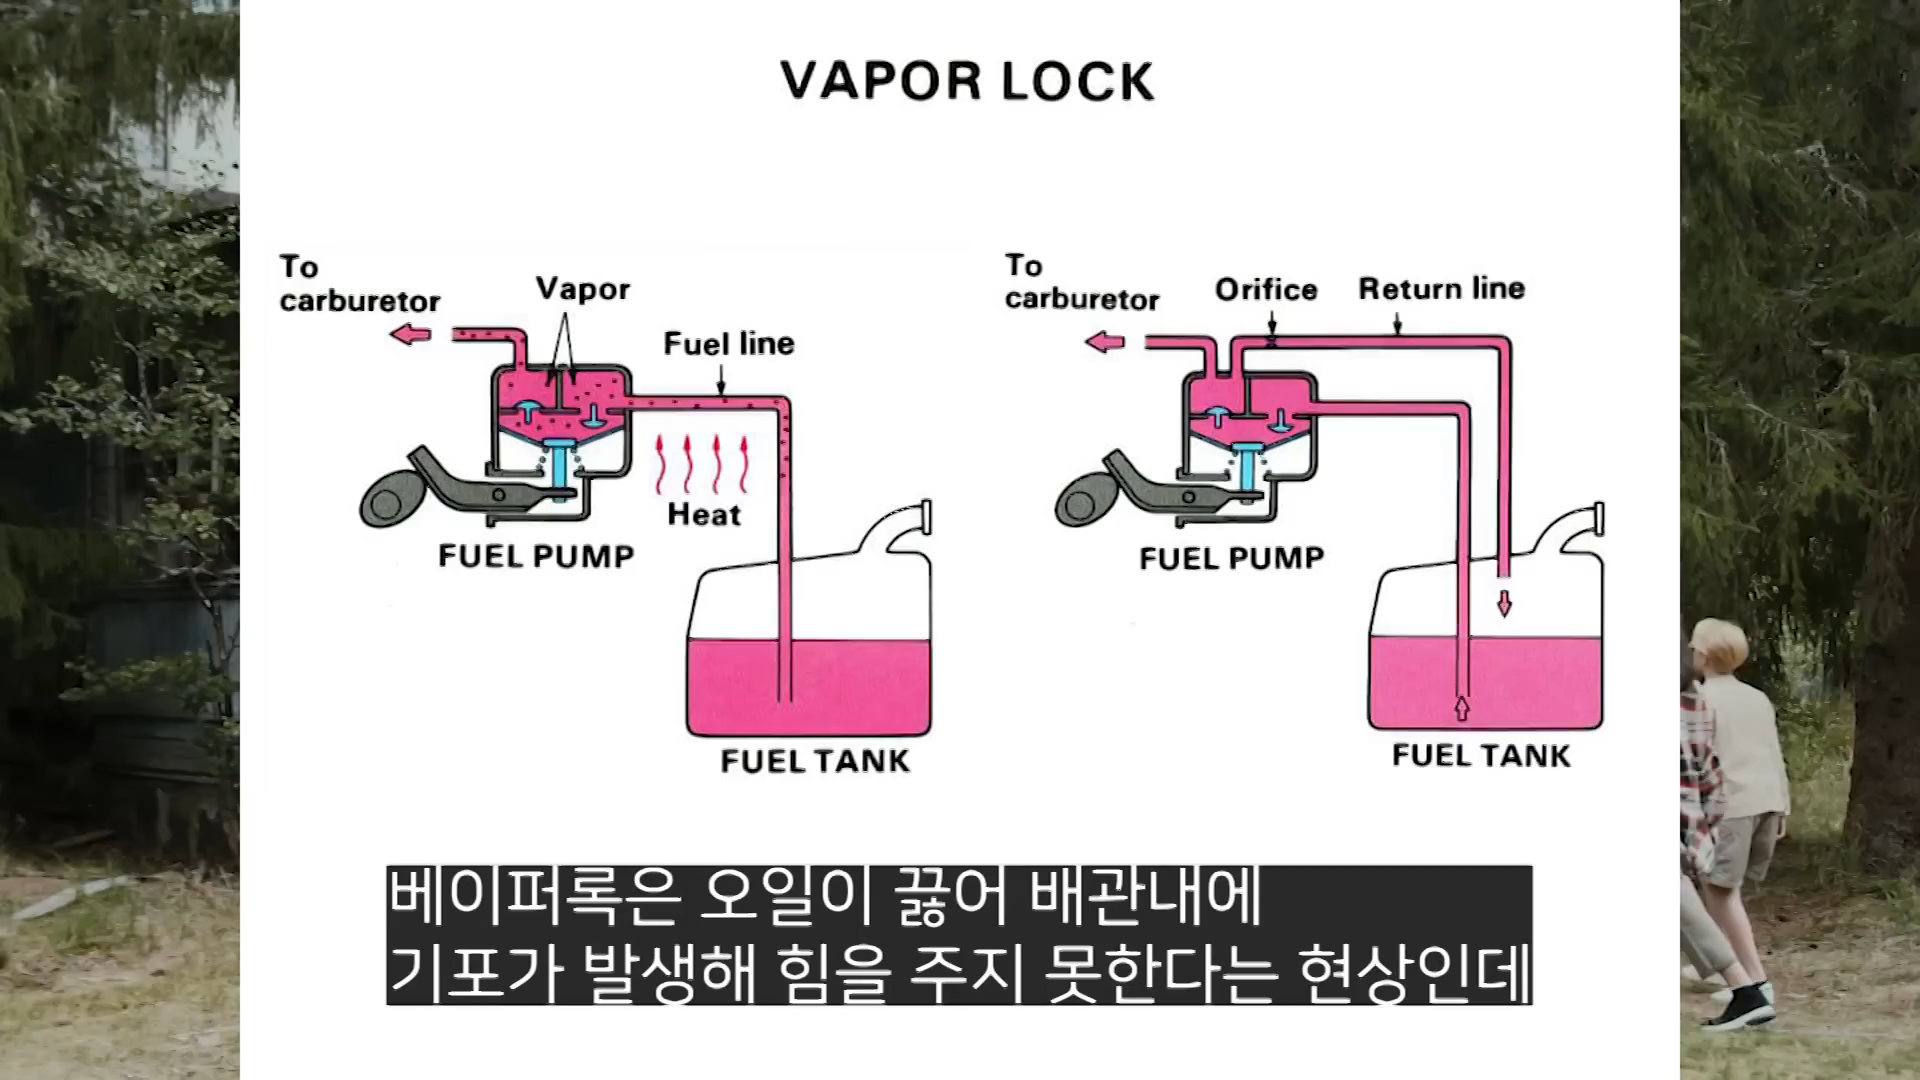 VAPOR LOCK
To
carburetor
Vapor
Fuel line
Heat
FUEL PUMP
FUEL TANK
To
carburetor
Orifice
Return line
FUEL PUMP
FUEL TANK
베이퍼록은 오일이 끓어 배관내에
기포가 발생해 힘을 주지 못한다는 현상인데